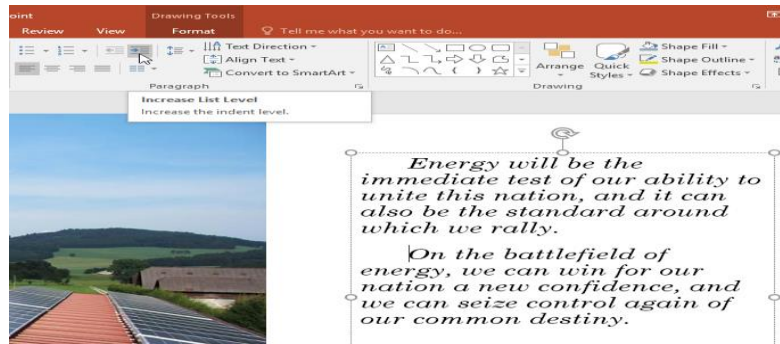 oint
Drawing Tools
Review View Format Tell me what you want to do...
Text Direction
Align Text
Convert to SmartArt
Arrange
Quick Styles
Shape Fill
Shape Outline
Shape Effects
Paragraph
Drawing
Increase List Level
Increase the indent level.
Energy will be the
immediate test of our ability to
unite this nation, and it can
also be the standard around
which we rally.
On the battlefield of
energy, we can win for our
nation a new confidence, and
we can seize control again of
our common destiny.